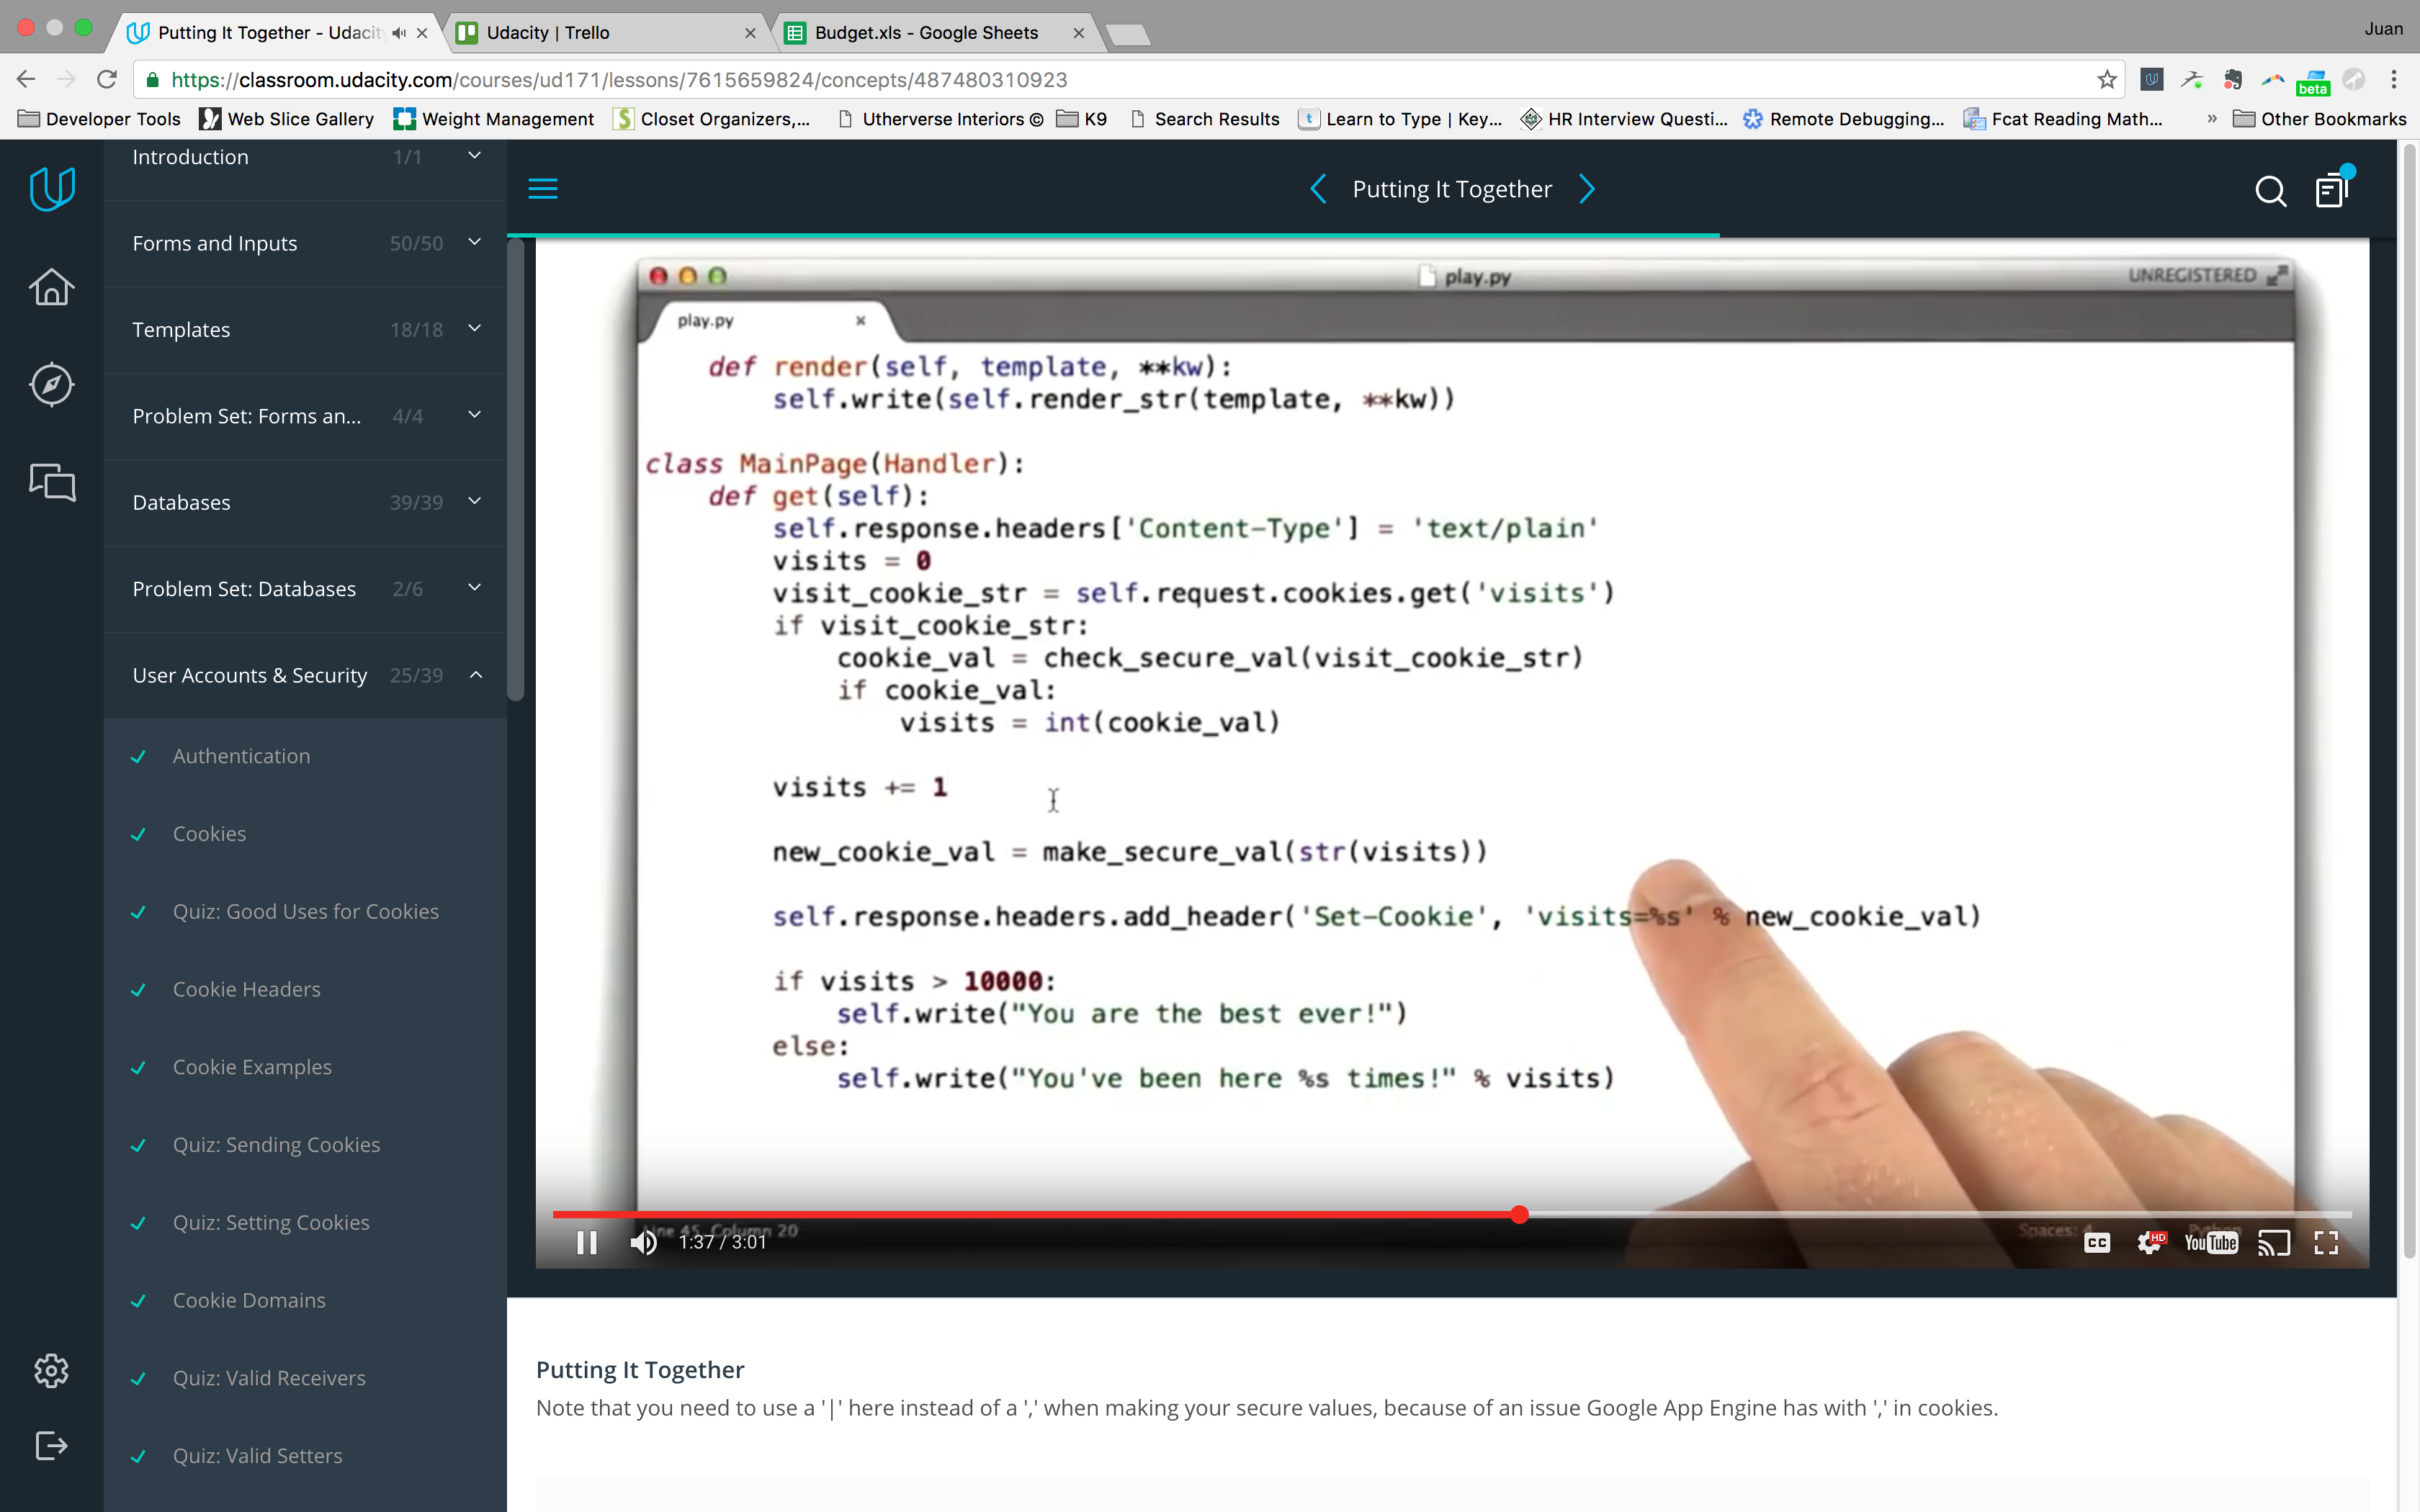 Putting It Together - Udacit
Udacity | Trello
Budget.xls - Google Sheets
Juan
https://classroom.udacity.com/courses/ud171/lessons/7615659824/concepts/487480310923
beta
Developer Tools
Web Slice Gallery
Weight Management
Closet Organizers,...
Utherverse Interiors ©
K9
Search Results
Learn to Type | Key...
HR Interview Questi...
Remote Debugging...
Fcat Reading Math...
» Other Bookmarks
Introduction 1/1
Forms and Inputs 50/50
Templates 18/18
Problem Set: Forms an... 4/4
Databases 39/39
Problem Set: Databases 2/6
User Accounts & Security 25/39
Authentication
Cookies
Quiz: Good Uses for Cookies
Cookie Headers
Cookie Examples
Quiz: Sending Cookies
Quiz: Setting Cookies
Cookie Domains
Quiz: Valid Receivers
Quiz: Valid Setters
Putting It Together
play.py
UNREGISTERED
play.py
def render(self, template, **kw):
self.write(self.render_str(template, **kw))
class MainPage(Handler):
def get(self):
self.response.headers['Content-Type'] = 'text/plain'
visits = 0
visit_cookie_str = self.request.cookies.get('visits')
if visit_cookie_str:
cookie_val = check_secure_val(visit_cookie_str)
if cookie_val:
visits = int(cookie_val)
visits += 1
new_cookie_val = make_secure_val(str(visits))
self.response.headers.add_header('Set-Cookie', 'visits=%s' % new_cookie_val)
if visits > 10000:
self.write("You are the best ever!")
else:
self.write("You've been here %s times!" % visits)
Line 45, Column 20
Spaces: 4
Python
1:37 / 3:01
CC
HD
YouTube
Putting It Together
Note that you need to use a '|' here instead of a ',' when making your secure values, because of an issue Google App Engine has with ',' in cookies.